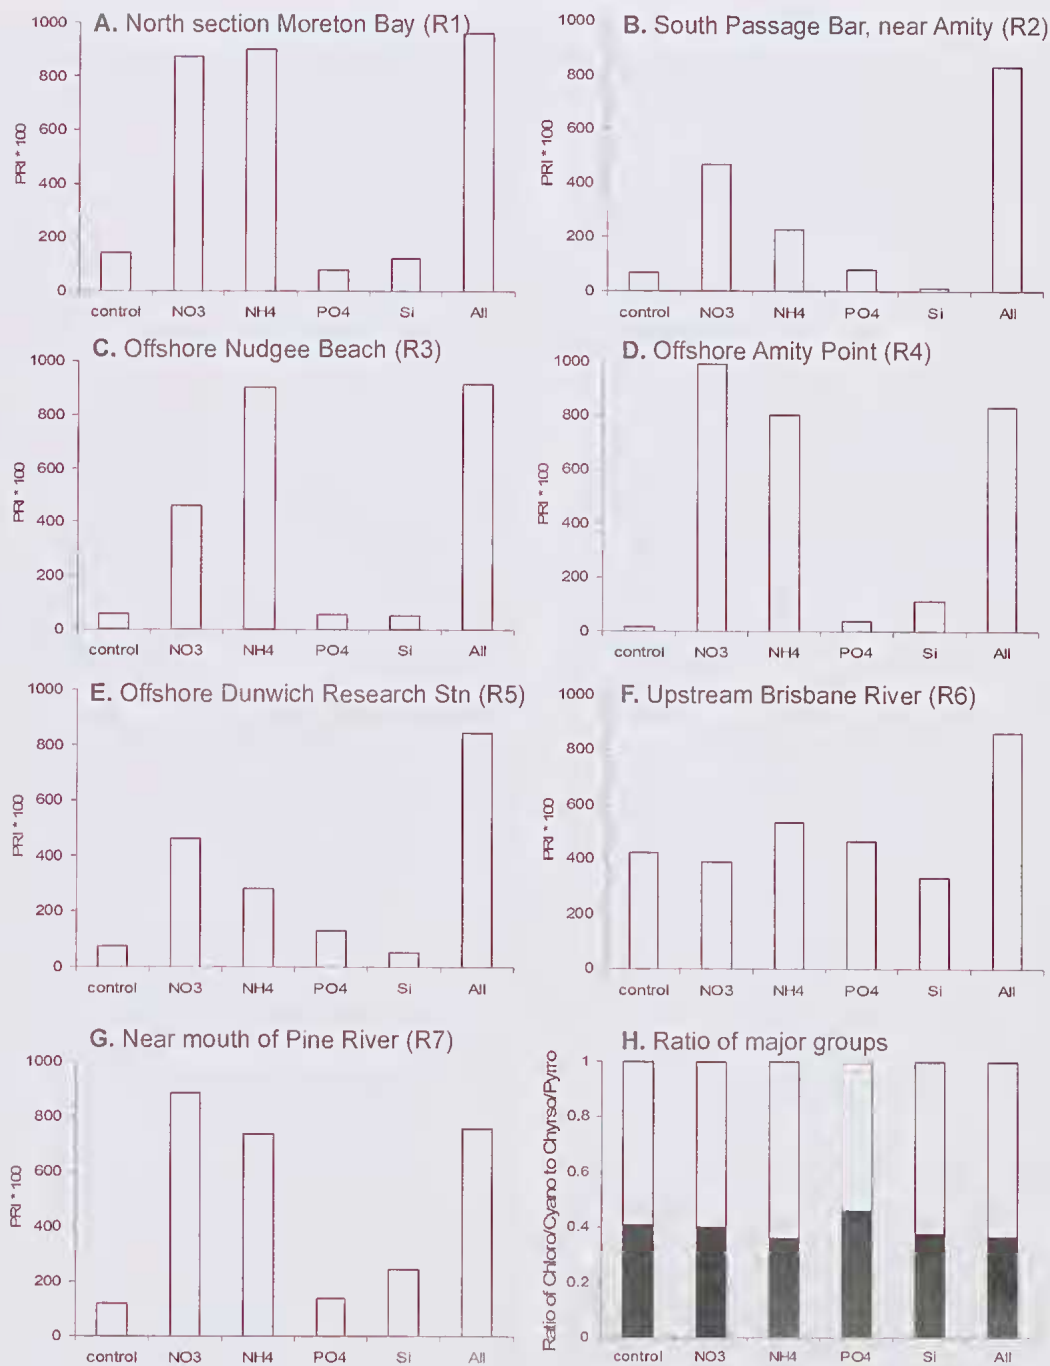 A. North section Moreton Bay (R1)
PRI * 100
1000
800
600
400
200
0
control NO3 NH4 PO4 Si All
B. South Passage Bar, near Amity (R2)
PRI * 100
1000
800
600
400
200
0
control NO3 NH4 PO4 Si All
C. Offshore Nudgee Beach (R3)
PRI * 100
1000
800
600
400
200
0
control NO3 NH4 PO4 Si All
D. Offshore Amity Point (R4)
PRI * 100
1000
800
600
400
200
0
control NO3 NH4 PO4 Si All
E. Offshore Dunwich Research Stn (R5)
PRI * 100
1000
800
600
400
200
0
control NO3 NH4 PO4 Si All
F. Upstream Brisbane River (R6)
PRI * 100
1000
800
600
400
200
0
control NO3 NH4 PO4 Si All
G. Near mouth of Pine River (R7)
PRI * 100
1000
800
600
400
200
0
control NO3 NH4 PO4 Si All
H. Ratio of major groups
Ratio of Chloro/Cyano to Chyrso/Pyrro
1
0.8
0.6
0.4
0.2
0
control NO3 NH4 PO4 Si All